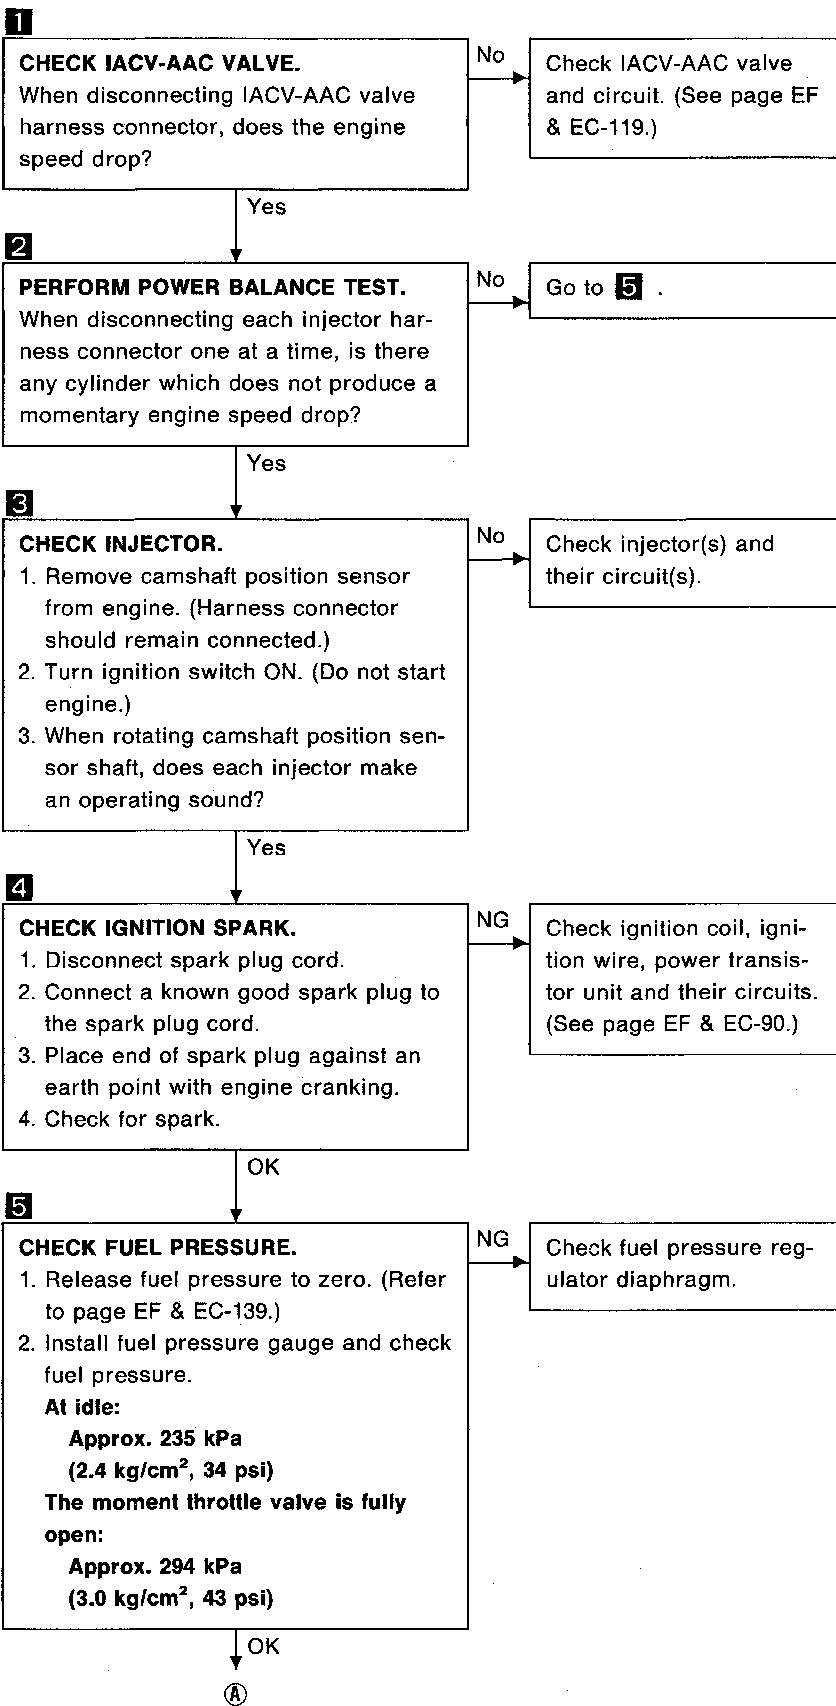 1
CHECK IACV-AAC VALVE.
When disconnecting IACV-AAC valve
harness connector, does the engine
speed drop?
No
Check IACV-AAC valve
and circuit. (See page EF
& EC-119.)
Yes
2
PERFORM POWER BALANCE TEST.
When disconnecting each injector har-
ness connector one at a time, is there
any cylinder which does not produce a
momentary engine speed drop?
No
Go to 5 .
Yes
3
CHECK INJECTOR.
1. Remove camshaft position sensor
from engine. (Harness connector
should remain connected.)
2. Turn ignition switch ON. (Do not start
engine.)
3. When rotating camshaft position sen-
sor shaft, does each injector make
an operating sound?
No
Check injector(s) and
their circuit(s).
Yes
4
CHECK IGNITION SPARK.
1. Disconnect spark plug cord.
2. Connect a known good spark plug to
the spark plug cord.
3. Place end of spark plug against an
earth point with engine cranking.
4. Check for spark.
NG
Check ignition coil, igni-
tion wire, power transis-
tor unit and their circuits.
(See page EF & EC-90.)
OK
5
CHECK FUEL PRESSURE.
1. Release fuel pressure to zero. (Refer
to page EF & EC-139.)
2. Install fuel pressure gauge and check
fuel pressure.
At idle:
Approx. 235 kPa
(2.4 kg/cm², 34 psi)
The moment throttle valve is fully
open:
Approx. 294 kPa
(3.0 kg/cm², 43 psi)
NG
Check fuel pressure reg-
ulator diaphragm.
OK
Ⓐ